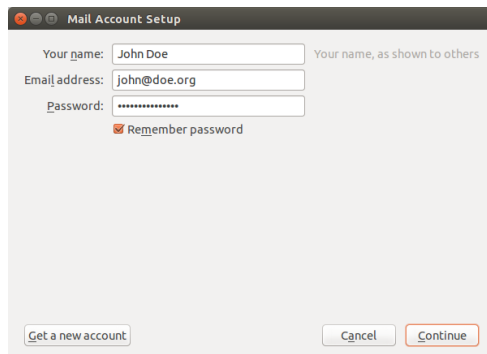 Mail Account Setup
Your name: John Doe Your name, as shown to others
Email address: john@doe.org
Password: ••••••••••••••
Remember password
Get a new account Cancel Continue